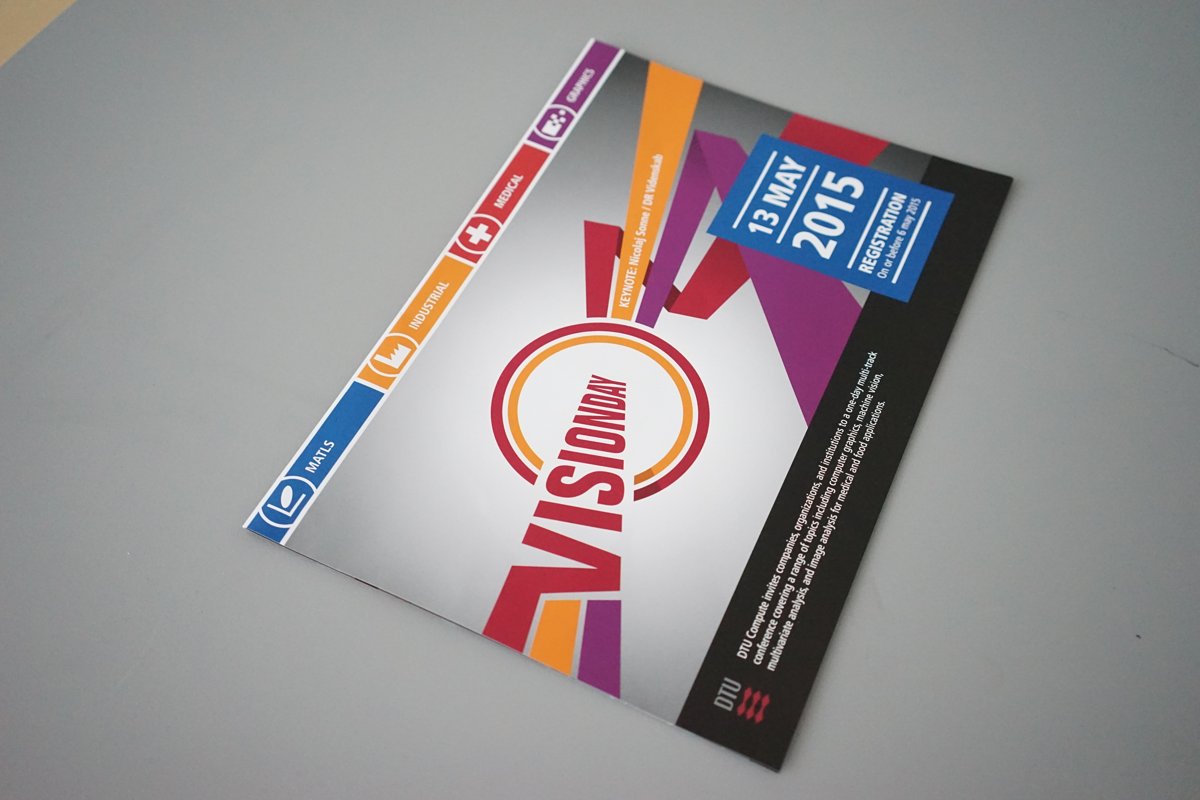 MATLS
INDUSTRIAL
MEDICAL
GRAPHICS
KEYNOTE: Nicolaj Sonne / DR Videnskab
VISIONDAY
13 MAY
2015
REGISTRATION
On or before 6 may 2015
DTU
DTU Compute invites companies, organizations, and institutions to a one-day multi-track
conference covering a range of topics including computer graphics, machine vision,
multivariate analysis, and image analysis for medical and food applications.